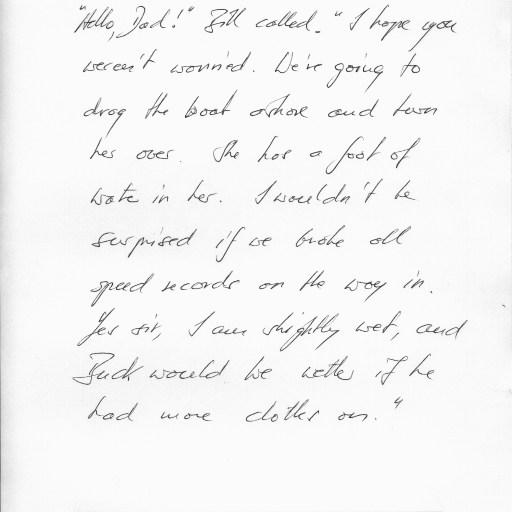 "Hello, Dad!" Bill called. "I hope you
weren't worried. We're going to
drag the boat ashore and turn
her over. She has a foot of
water in her. I wouldn't be
surprised if we broke all
speed records on the way in.
Yes sir, I am slightly wet, and
Buck would be wetter if he
had more clothes on."